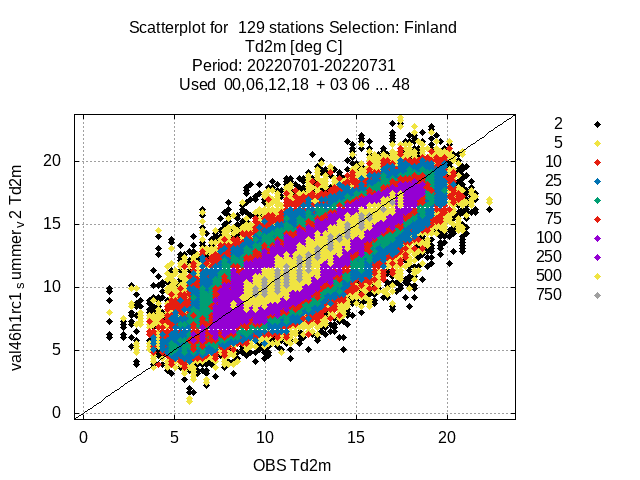 Scatterplot for 129 stations Selection: Finland
Td2m [deg C]
Period: 20220701-20220731
Used 00,06,12,18 + 03 06 ... 48
val46h1rc1 summerv2 Td2m
20
15
10
5
0
0 5 10 15 20
OBS Td2m
2
5
10
25
50
75
100
250
500
750